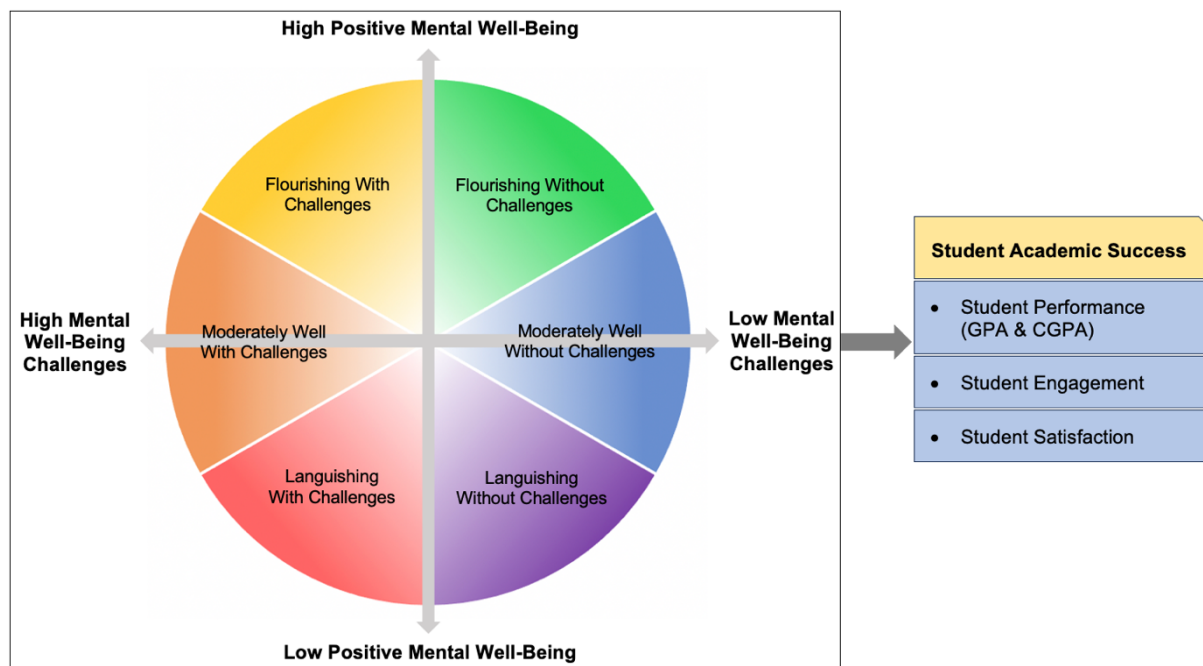 High Positive Mental Well-Being
Flourishing With
Challenges
Flourishing Without
Challenges
High Mental
Well-Being
Challenges
Moderately Well
With Challenges
Moderately Well
Without Challenges
Low Mental
Well-Being
Challenges
Languishing
With Challenges
Languishing
Without Challenges
Low Positive Mental Well-Being
Student Academic Success
• Student Performance
(GPA & CGPA)
• Student Engagement
• Student Satisfaction